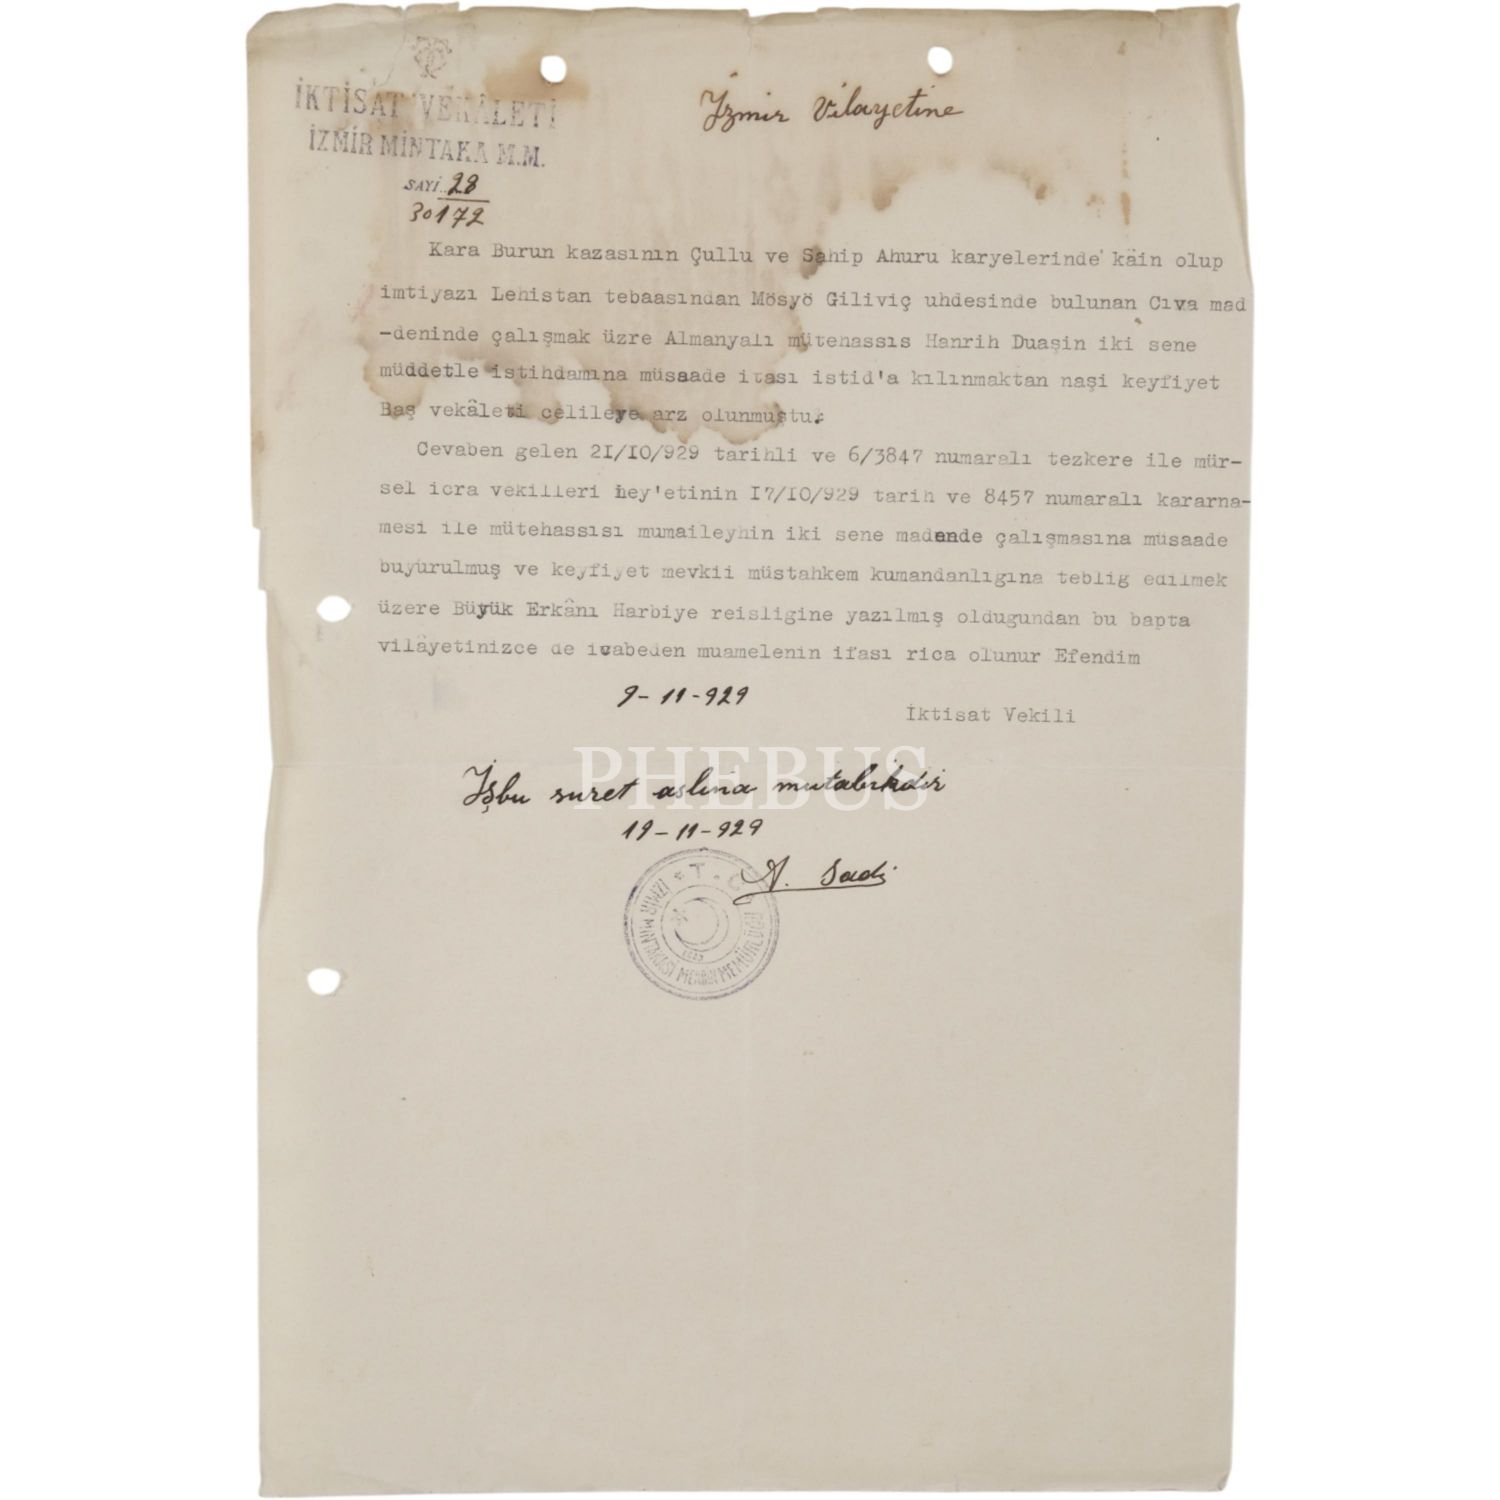 İKTİSAT VEKÂLETİ
İZMİR MINTAKA M.M.
SAYİ 28
30172
İzmir Vilayetine
Kara Burun kazasının Çullu ve Sahip Ahuru karyelerinde kâin olup
imtiyazı Lehistan tebaasından Mösyö Giliviç uhdesinde bulunan Cıva mad
-deninde çalışmak üzre Almanyalı mütehassis Hanrih Duaşin iki sene
müddetle istihdamına müsaade itası istid'a kılınmaktan naşi keyfiyet
Baş vekâleti celileye arz olunmuştu.
Cevaben gelen 21/10/929 tarihli ve 6/3847 numaralı tezkere ile mür-
sel icra vekilleri hey'etinin 17/10/929 tarih ve 8457 numaralı kararna-
mesi ile mütehassısı mumaileyhin iki sene madende çalışmasına müsaade
buyurulmuş ve keyfiyet mevkii müstahkem kumandanlıgına teblig edilmek
üzere Büyük Erkânı Harbiye reisligine yazılmış oldugundan bu bapta
vilâyetinizce de icabeden muamelenin ifası rica olunur Efendim
9-11-929
İktisat Vekili
PHEBUS
İşbu suret aslına mutabıkdır
19-11-929
A. Sadi
T.C.
İZMİR MINTAKASI MEADİN MEMURLUĞU